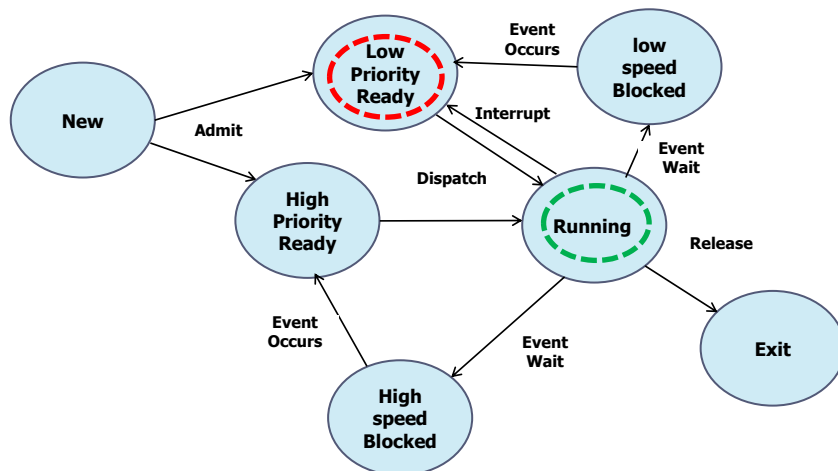 Event
Occurs
Low
Priority
Ready
low
speed
Blocked
New
Admit
Interrupt
Event
Wait
Dispatch
High
Priority
Ready
Running
Release
Event
Occurs
Event
Wait
Exit
High
speed
Blocked